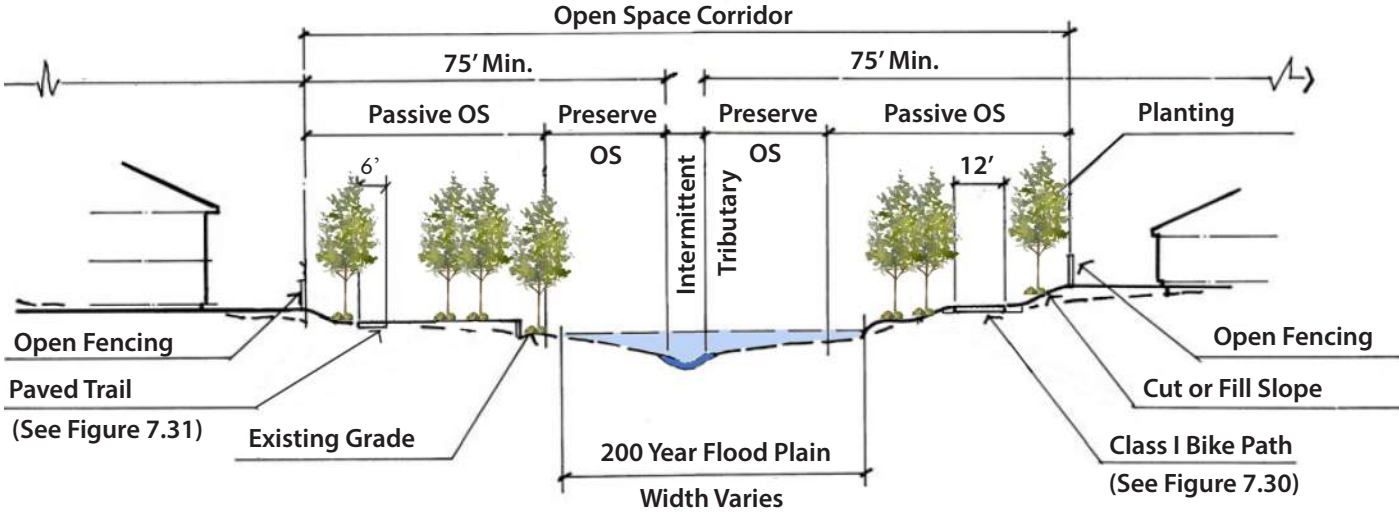 Open Space Corridor
75' Min.
75' Min.
Passive OS
Preserve
OS
Intermittent
Tributary
Preserve
OS
Passive OS
Planting
6'
12'
Open Fencing
Paved Trail
(See Figure 7.31)
Existing Grade
200 Year Flood Plain
Width Varies
Open Fencing
Cut or Fill Slope
Class I Bike Path
(See Figure 7.30)